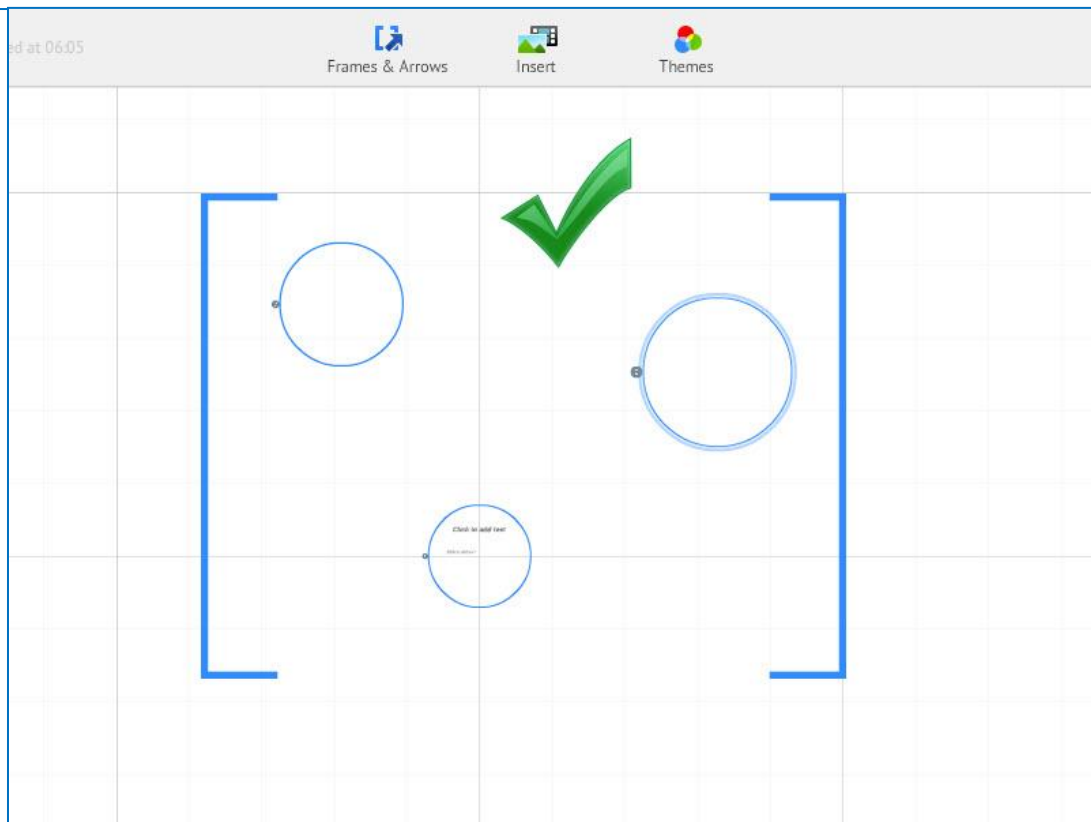 ed at 06:05
Frames & Arrows
Insert
Themes
Click to add text